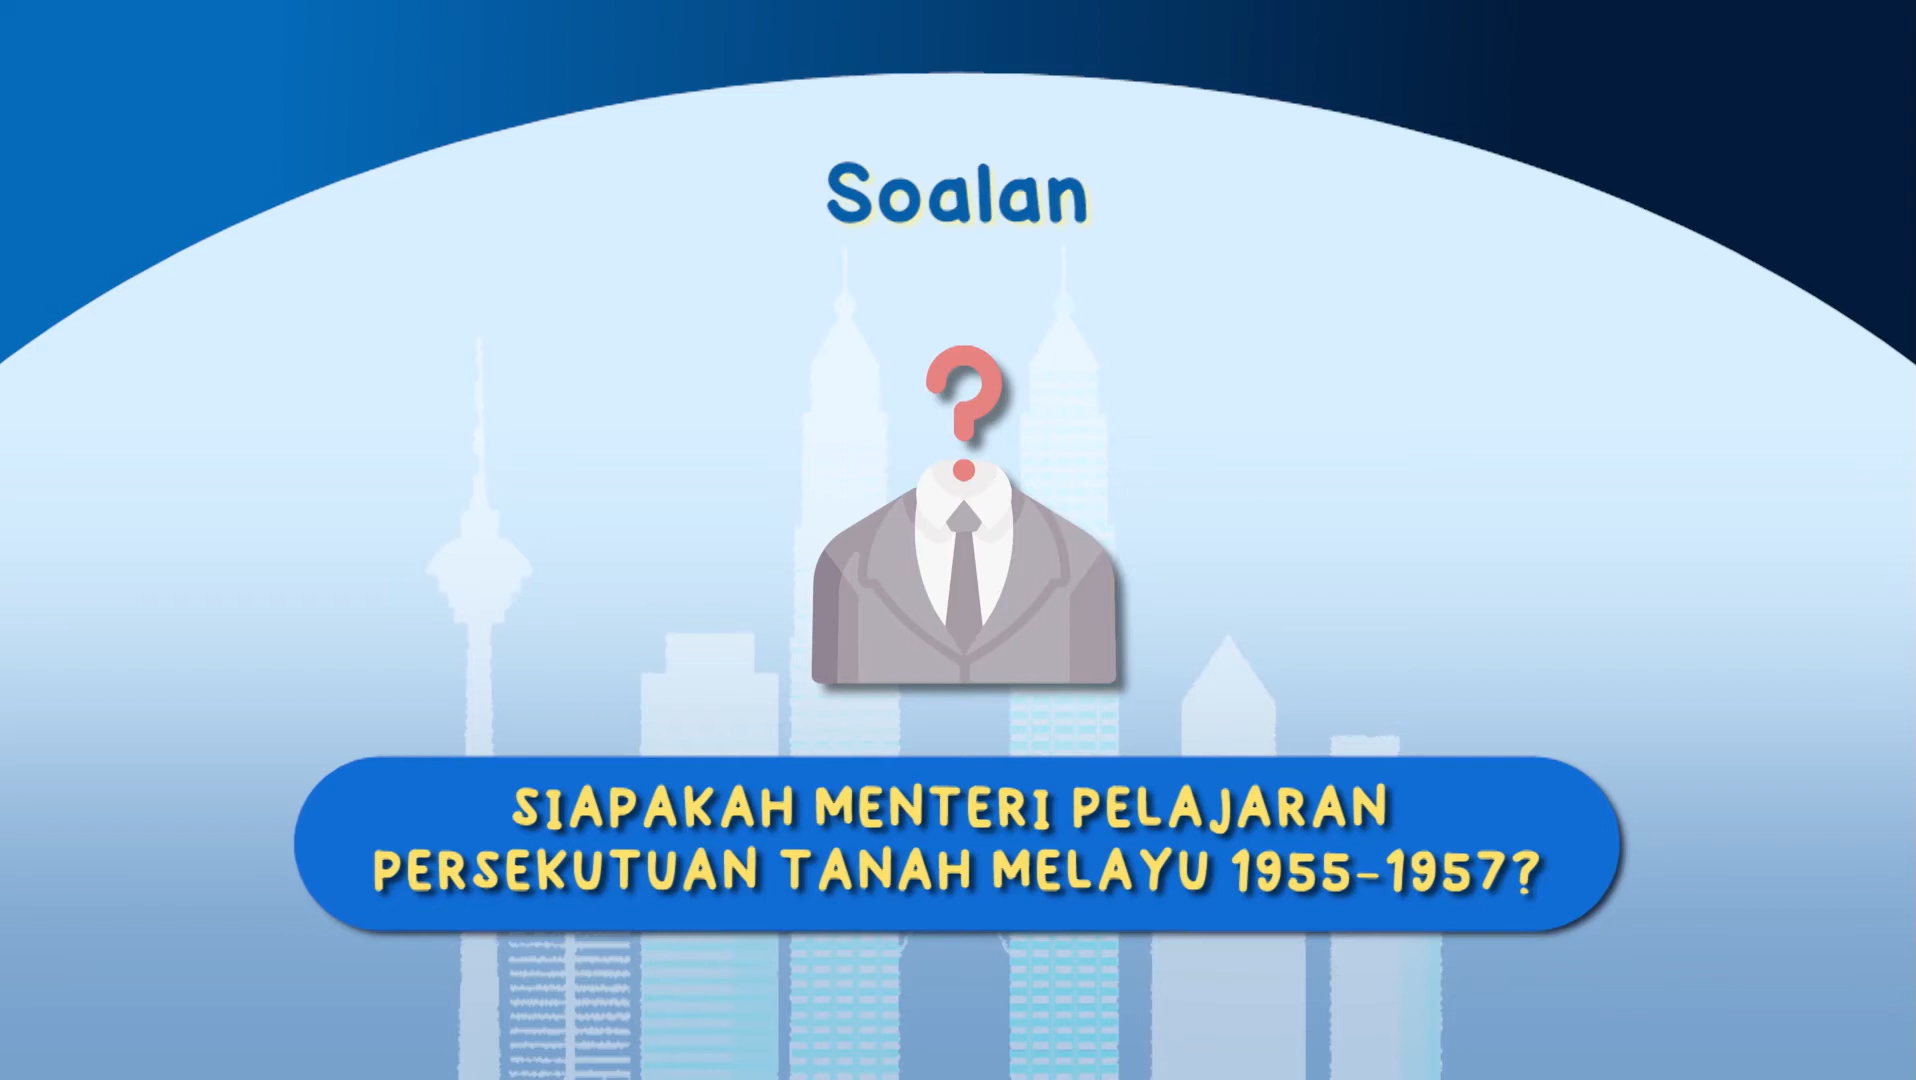 Soalan
SIAPAKAH MENTERI PELAJARAN
PERSEKUTUAN TANAH MELAYU 1955-1957?